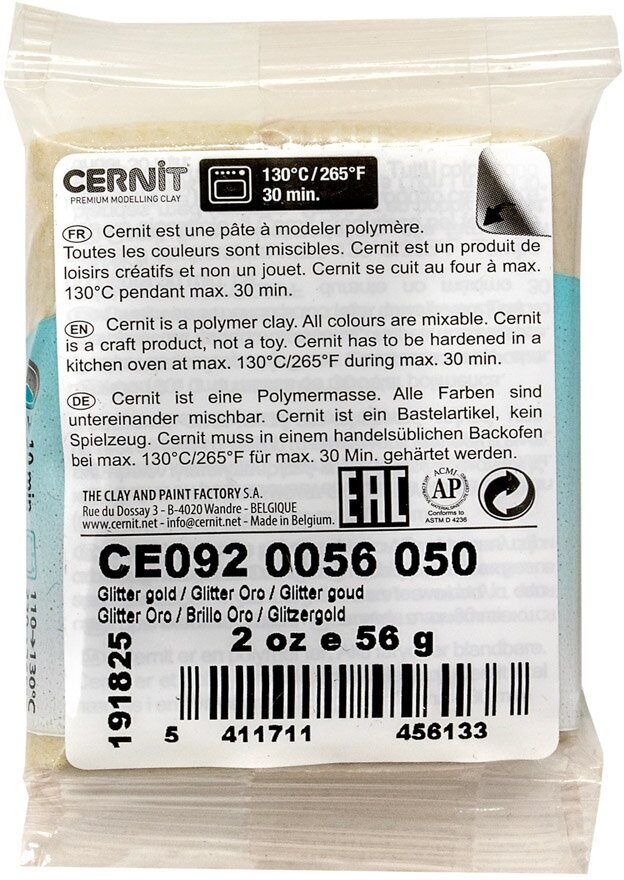 CERNiT
PREMIUM MODELLING CLAY
130°C/265°F
30 min.
FR Cernit est une pâte à modeler polymère.
Toutes les couleurs sont miscibles. Cernit est un produit de
loisirs créatifs et non un jouet. Cernit se cuit au four à max.
130°C pendant max. 30 min.
EN Cernit is a polymer clay. All colours are mixable. Cernit
is a craft product, not a toy. Cernit has to be hardened in a
kitchen oven at max. 130°C/265°F during max. 30 min.
DE Cernit ist eine Polymermasse. Alle Farben sind
untereinander mischbar. Cernit ist ein Bastelartikel, kein
Spielzeug. Cernit muss in einem handelsüblichen Backofen
bei max. 130°C/265°F für max. 30 Min. gehärtet werden.
THE CLAY AND PAINT FACTORY S.A.
Rue du Dossay 3 - B-4020 Wandre - BELGIQUE
www.cernit.net - info@cernit.net - Made in Belgium.
EAC
ACMI
AP
Conforms to
ASTM D 4236
CE092 0056 050
Glitter gold / Glitter Oro / Glitter goud
Glitter Oro / Brillo Oro / Glitzergold
2 oz e 56 g
191825
5 411711 456133
110→130°C